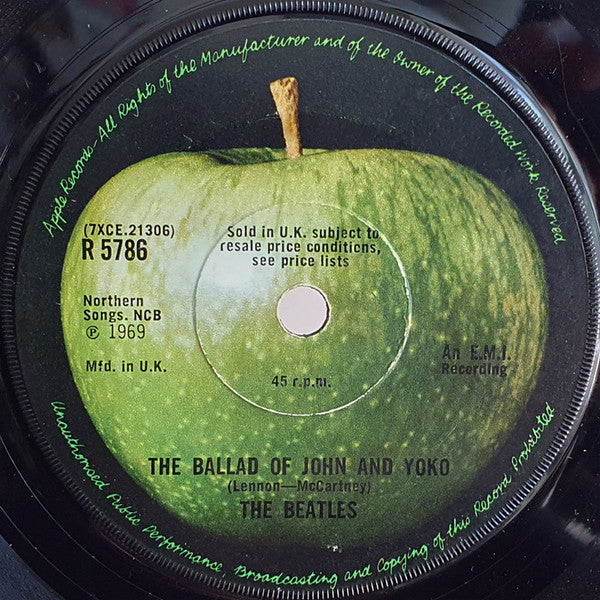 Apple Records–All Rights of the Manufacturer and of the Owner of the Recorded Work Reserved
(7XCE.21306)
R 5786
Sold in U.K. subject to
resale price conditions,
see price lists
Northern
Songs. NCB
℗ 1969
Mfd. in U.K.
An E.M.I.
Recording
45 r.p.m.
THE BALLAD OF JOHN AND YOKO
(Lennon—McCartney)
THE BEATLES
Unauthorised Public Performance, Broadcasting and Copying of this Record Prohibited